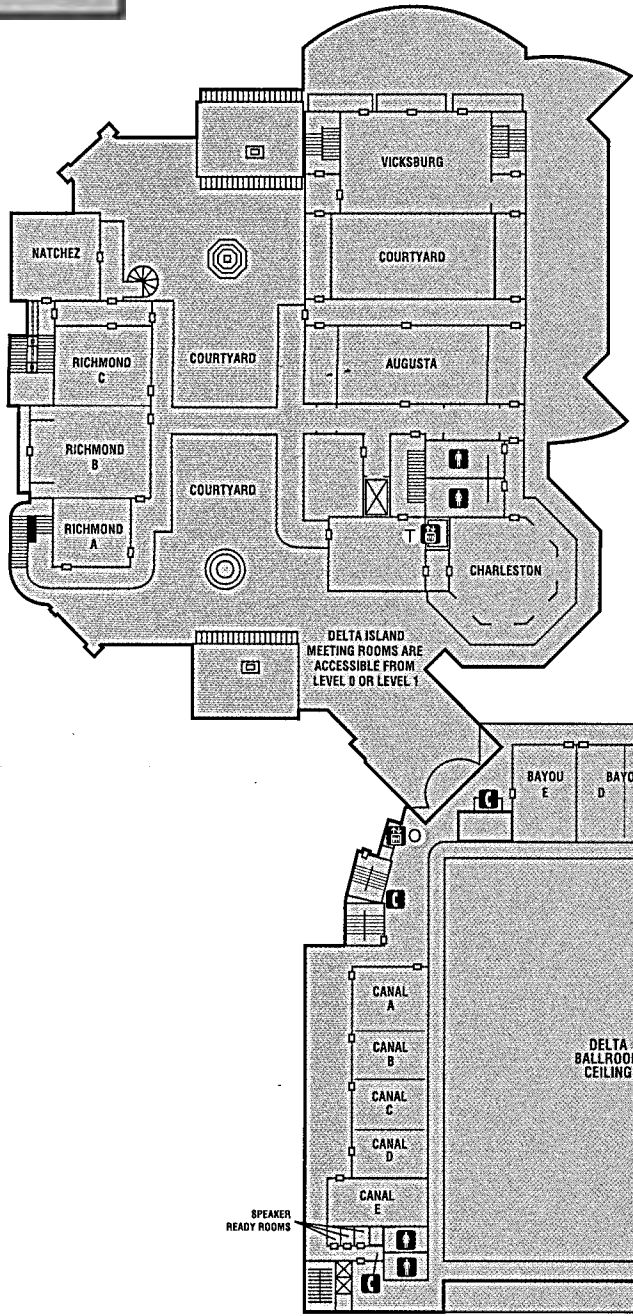 VICKSBURG
NATCHEZ
COURTYARD
COURTYARD
RICHMOND
C
AUGUSTA
RICHMOND
B
COURTYARD
RICHMOND
A
T
CHARLESTON
DELTA ISLAND
MEETING ROOMS ARE
ACCESSIBLE FROM
LEVEL 0 OR LEVEL 1
BAYOU
E
BAYO
D
O
CANAL
A
CANAL
B
CANAL
C
CANAL
D
CANAL
E
DELTA
BALLROOM
CEILING
SPEAKER
READY ROOMS